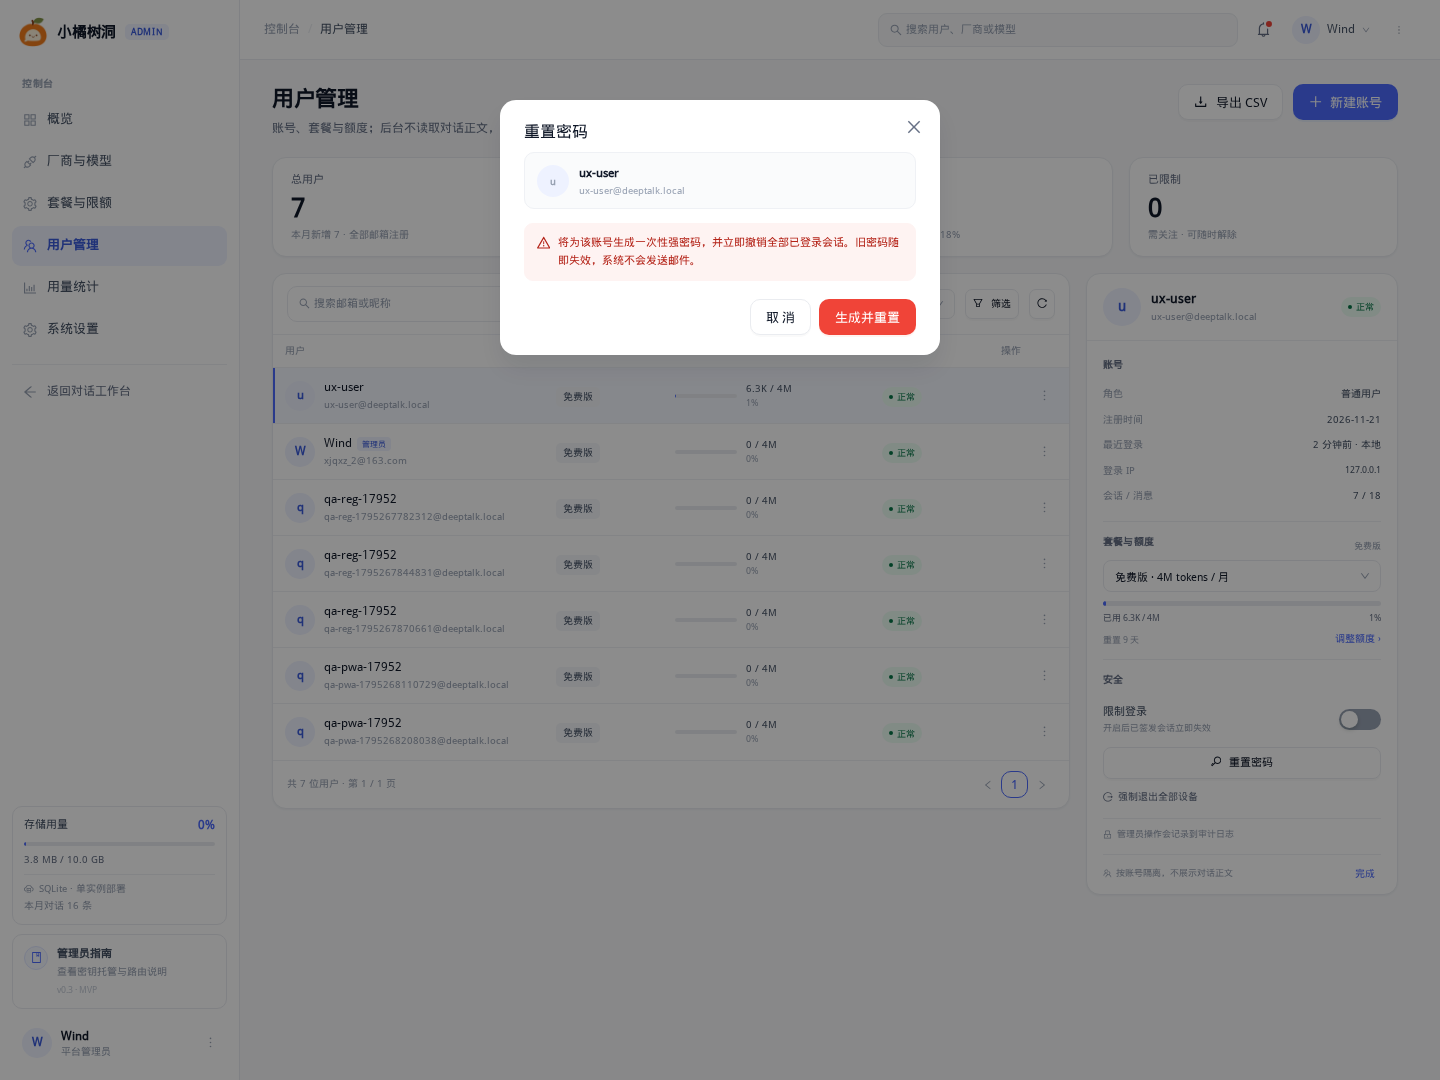 小橘树洞 ADMIN
控制台
概览
厂商与模型
套餐与限额
用户管理
用量统计
系统设置
返回对话工作台
存储用量 0%
3.8 MB / 10.0 GB
SQLite · 单实例部署
本月对话 16 条
管理员指南
查看密钥托管与路由说明
v0.3 · MVP
W Wind
平台管理员
控制台 / 用户管理
搜索用户、厂商或模型
W Wind
用户管理
账号、套餐与额度；后台不读取对话正文，
导出 CSV
新建账号
总用户
7
本月新增 7 · 全部邮箱注册
18%
已限制
0
需关注 · 可随时解除
搜索邮箱或昵称
筛选
用户
操作
u ux-user
ux-user@deeptalk.local
免费版
6.3K / 4M
1%
正常
W Wind 管理员
xjqxz_2@163.com
免费版
0 / 4M
0%
正常
q qa-reg-17952
qa-reg-1795267782312@deeptalk.local
免费版
0 / 4M
0%
正常
q qa-reg-17952
qa-reg-1795267844831@deeptalk.local
免费版
0 / 4M
0%
正常
q qa-reg-17952
qa-reg-1795267870661@deeptalk.local
免费版
0 / 4M
0%
正常
q qa-pwa-17952
qa-pwa-1795268110729@deeptalk.local
免费版
0 / 4M
0%
正常
q qa-pwa-17952
qa-pwa-1795268208038@deeptalk.local
免费版
0 / 4M
0%
正常
共 7 位用户 · 第 1 / 1 页
1
u ux-user
ux-user@deeptalk.local
正常
账号
角色 普通用户
注册时间 2026-11-21
最近登录 2 分钟前 · 本地
登录 IP 127.0.0.1
会话 / 消息 7 / 18
套餐与额度 免费版
免费版 · 4M tokens / 月
已用 6.3K / 4M 1%
重置 9 天 调整额度 ›
安全
限制登录
开启后已签发会话立即失效
重置密码
强制退出全部设备
管理员操作会记录到审计日志
按账号隔离，不展示对话正文 完成
重置密码
u ux-user
ux-user@deeptalk.local
将为该账号生成一次性强密码，并立即撤销全部已登录会话。旧密码随
即失效，系统不会发送邮件。
取 消
生成并重置